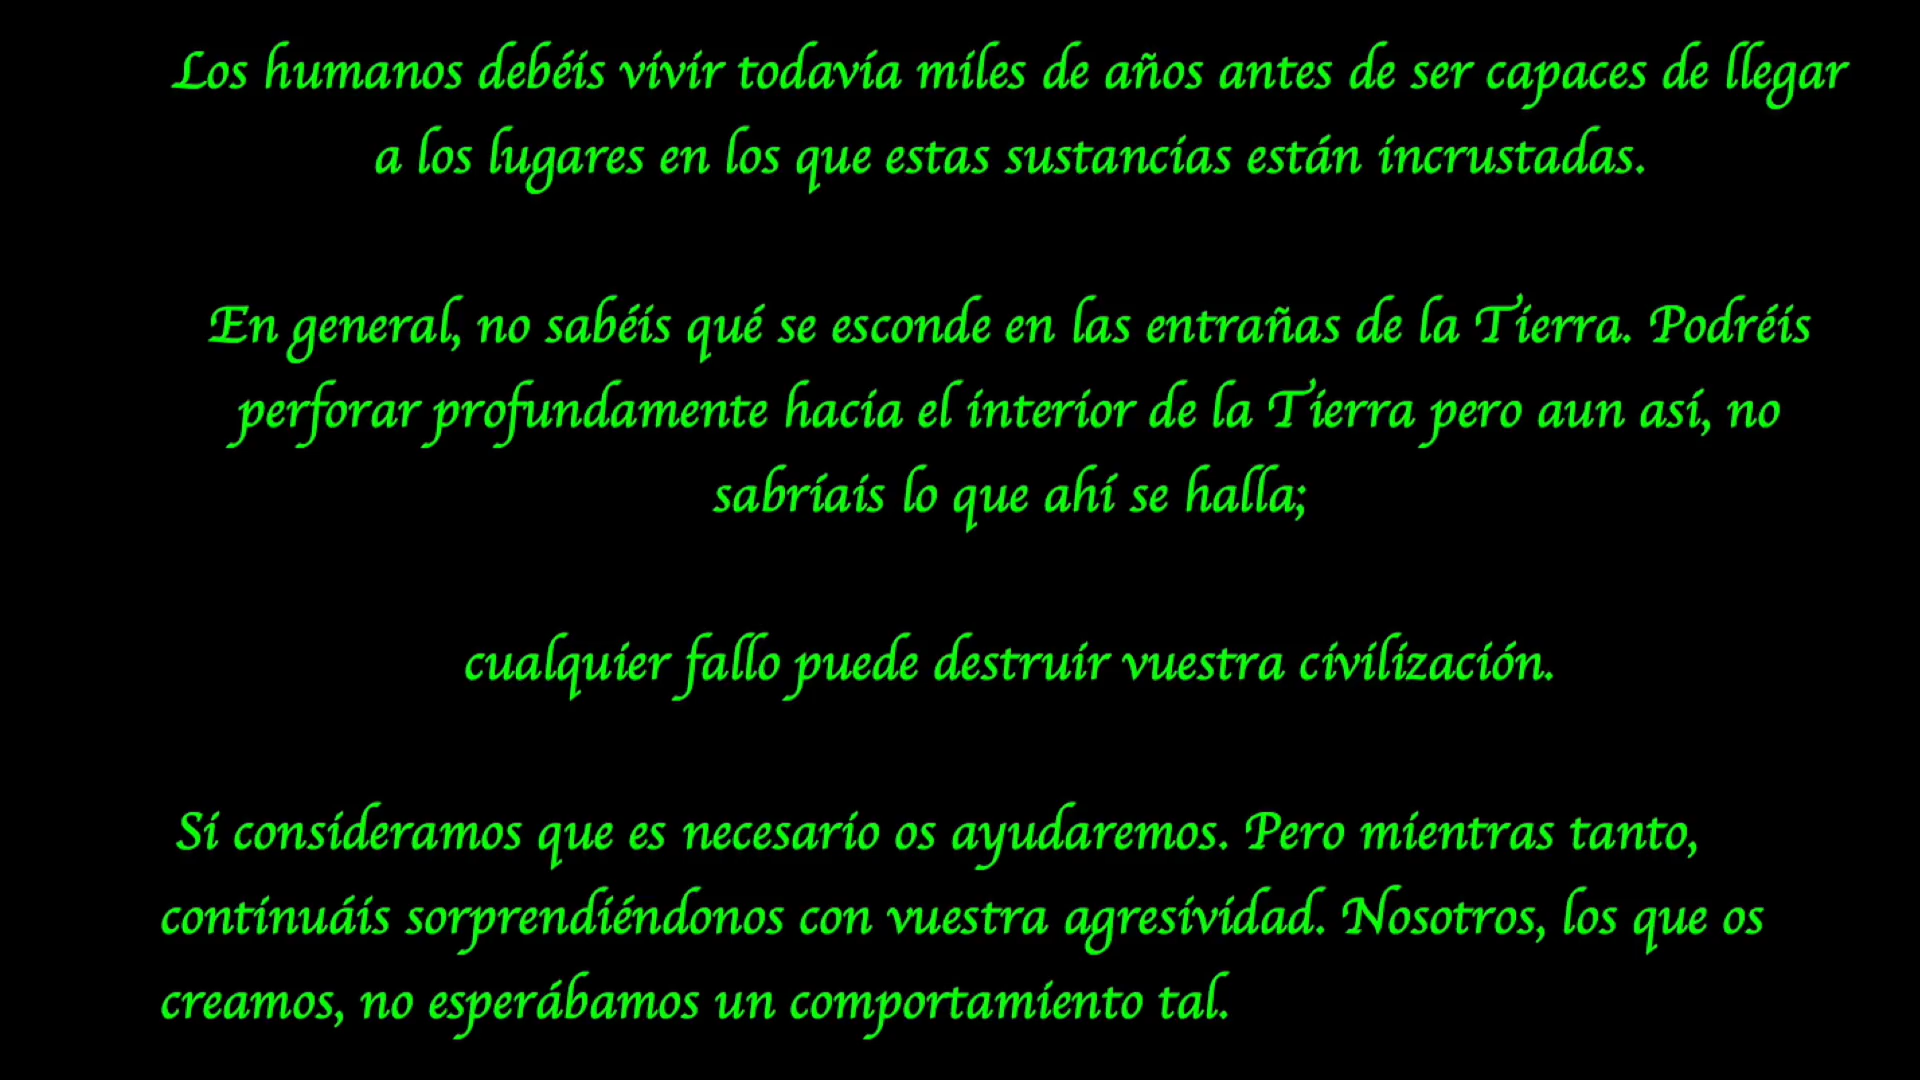 Los humanos debéis vivir todavía miles de años antes de ser capaces de llegar
a los lugares en los que estas sustancias están incrustadas.
En general, no sabéis qué se esconde en las entrañas de la Tierra. Podréis
perforar profundamente hacia el interior de la Tierra pero aun así, no
sabríais lo que ahí se halla;
cualquier fallo puede destruir vuestra civilización.
Si consideramos que es necesario os ayudaremos. Pero mientras tanto,
continuáis sorprendiéndonos con vuestra agresividad. Nosotros, los que os
creamos, no esperábamos un comportamiento tal.